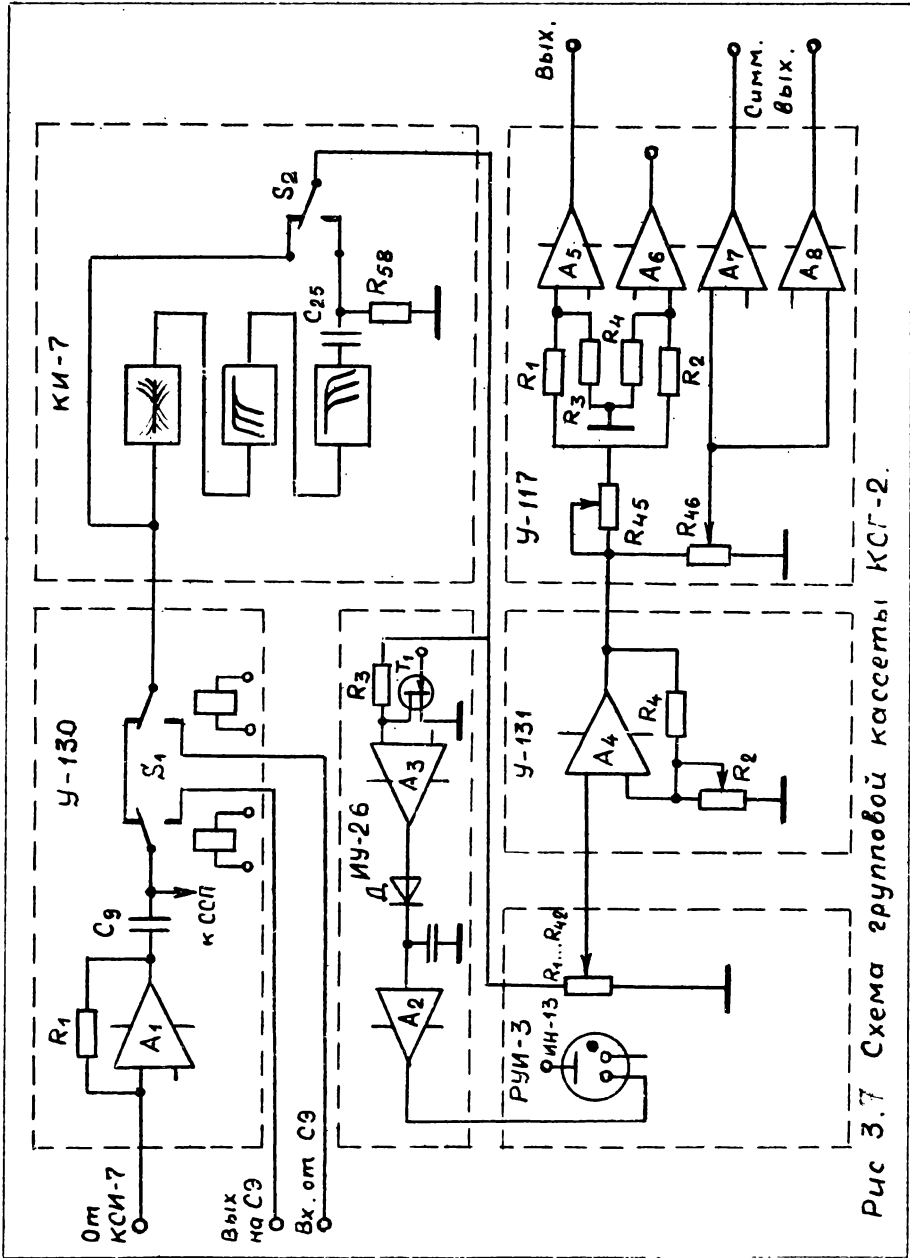 От
КСИ-7
Вых
на СЭ
Вх. от СЭ
У-130
R1
A1
C9
к ССП
S1
КИ-7
S2
C25
R58
ИУ-26
A2
Д
A3
R3
T1
РУИ-3
ИН-13
R1...R42
У-131
A4
R4
R2
У-117
R45
R46
R1
R3
R4
R2
A5
A6
A7
A8
Вых.
Симм.
вых.
Рис 3.7 Схема групповой кассеты КСГ-2.